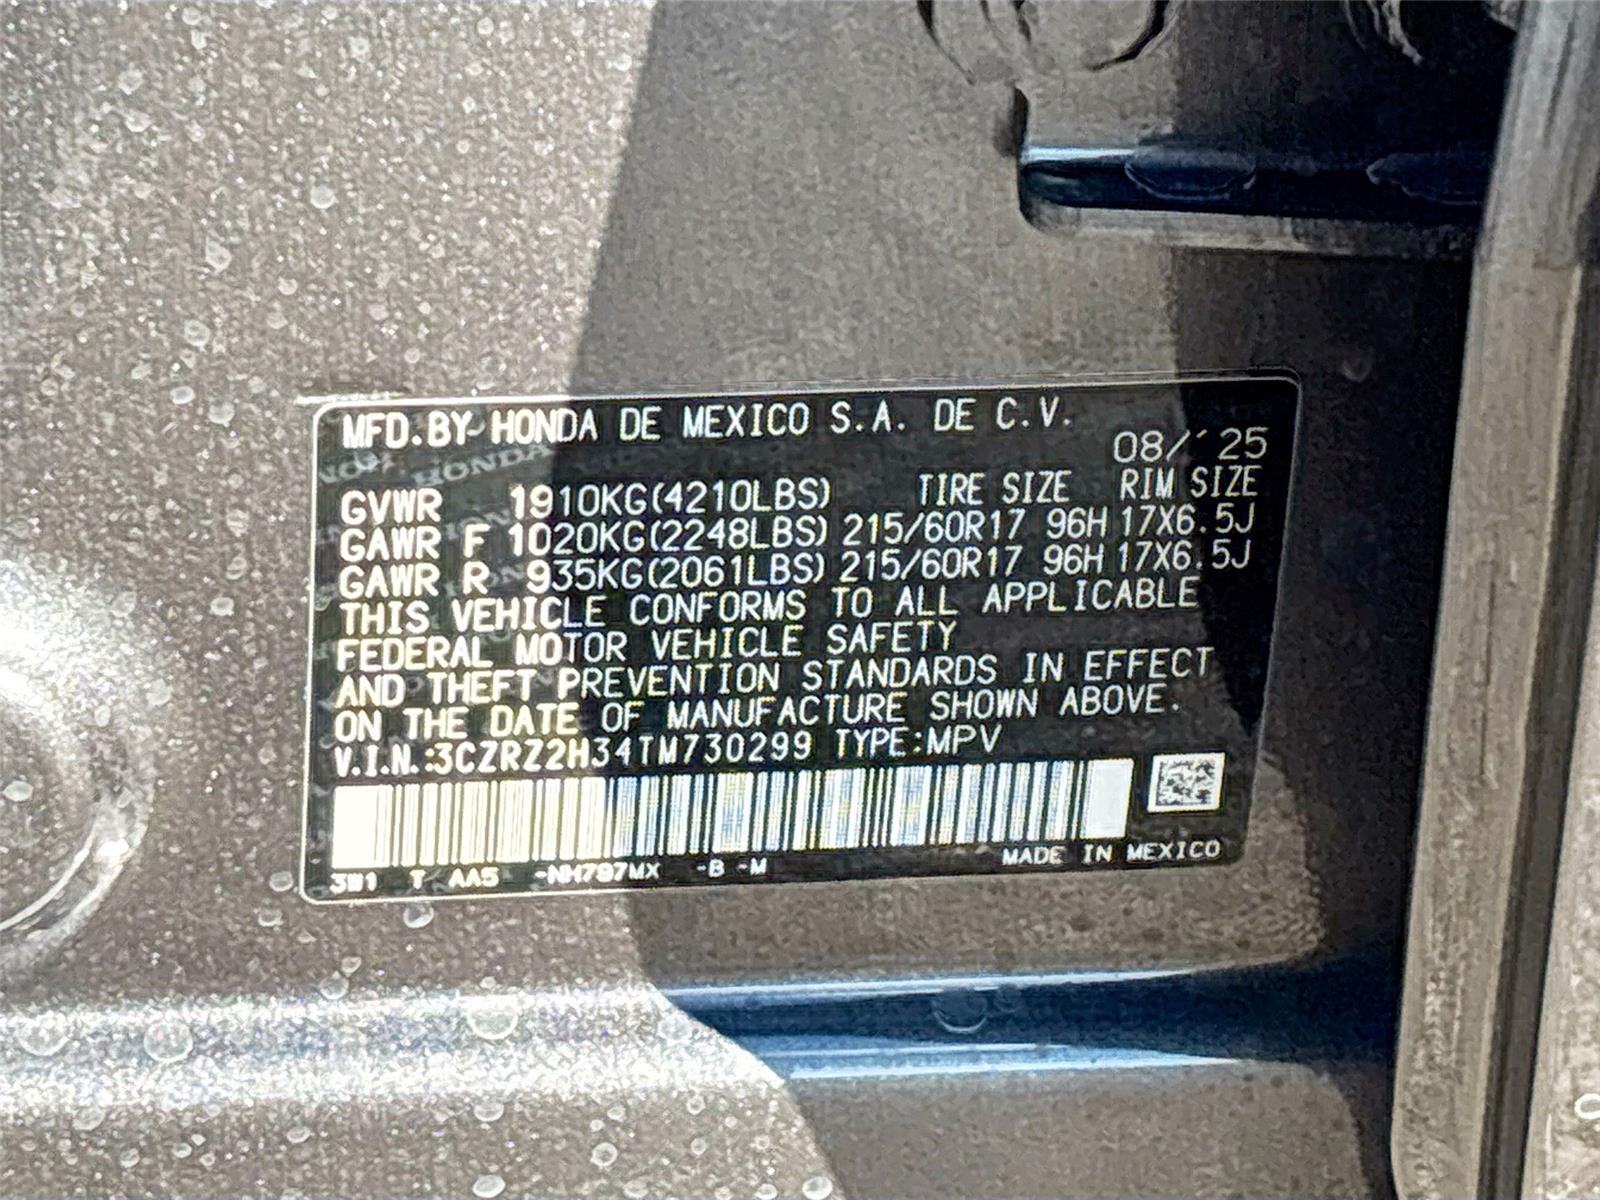 MFD.BY HONDA DE MEXICO S.A. DE C.V.
08/'25
GVWR 1910KG(4210LBS) TIRE SIZE RIM SIZE
GAWR F 1020KG(2248LBS) 215/60R17 96H 17X6.5J
GAWR R 935KG(2061LBS) 215/60R17 96H 17X6.5J
THIS VEHICLE CONFORMS TO ALL APPLICABLE
FEDERAL MOTOR VEHICLE SAFETY
AND THEFT PREVENTION STANDARDS IN EFFECT
ON THE DATE OF MANUFACTURE SHOWN ABOVE.
V.I.N.:3CZRZ2H34TM730299 TYPE:MPV
3W1 T AA5 -NH797MX -B -M MADE IN MEXICO